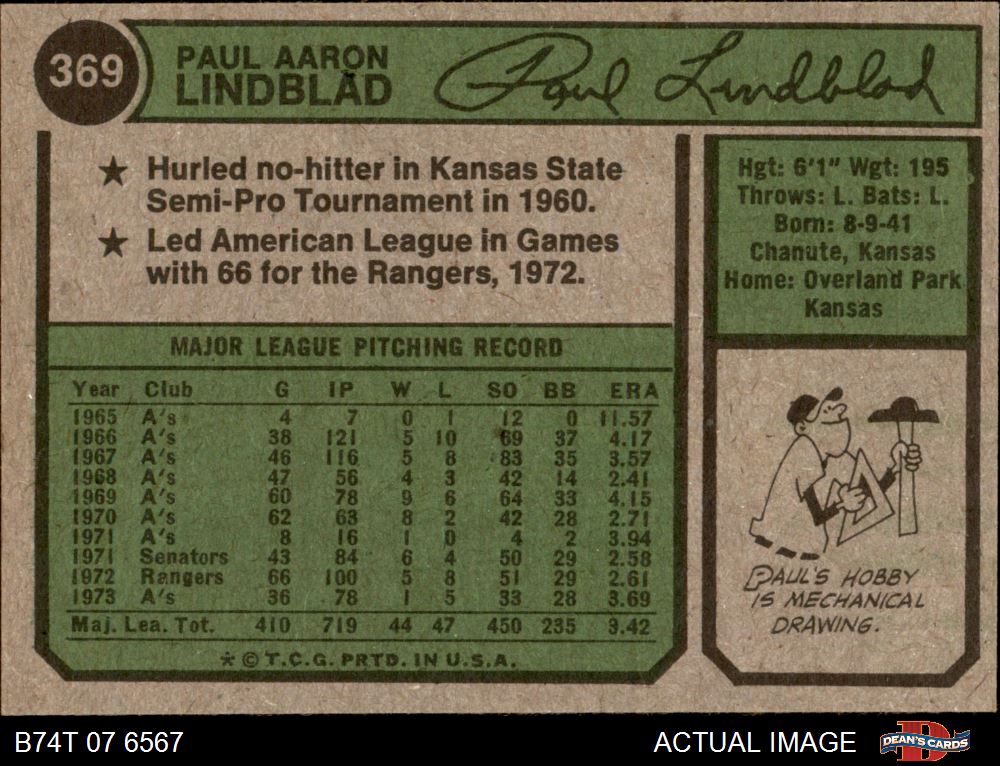 369
PAUL AARON
LINDBLAD
Paul Lindblad
★ Hurled no-hitter in Kansas State
Semi-Pro Tournament in 1960.
★ Led American League in Games
with 66 for the Rangers, 1972.
Hgt: 6'1" Wgt: 195
Throws: L. Bats: L.
Born: 8-9-41
Chanute, Kansas
Home: Overland Park
Kansas
MAJOR LEAGUE PITCHING RECORD
Year Club G IP W L SO BB ERA
1965 A's 4 7 0 1 12 0 11.57
1966 A's 38 121 5 10 69 37 4.17
1967 A's 46 116 5 8 83 35 3.57
1968 A's 47 56 4 3 42 14 2.41
1969 A's 60 78 9 6 64 33 4.15
1970 A's 62 63 8 2 42 28 2.71
1971 A's 8 16 1 0 4 2 3.94
1971 Senators 43 84 6 4 50 29 2.58
1972 Rangers 66 100 5 8 51 29 2.61
1973 A's 36 78 1 5 33 28 3.69
Maj. Lea. Tot. 410 719 44 47 450 235 3.42
* © T.C.G. PRTD. IN U.S.A.
PAUL'S HOBBY
IS MECHANICAL
DRAWING.
B74T 07 6567
ACTUAL IMAGE
DEAN'S CARDS